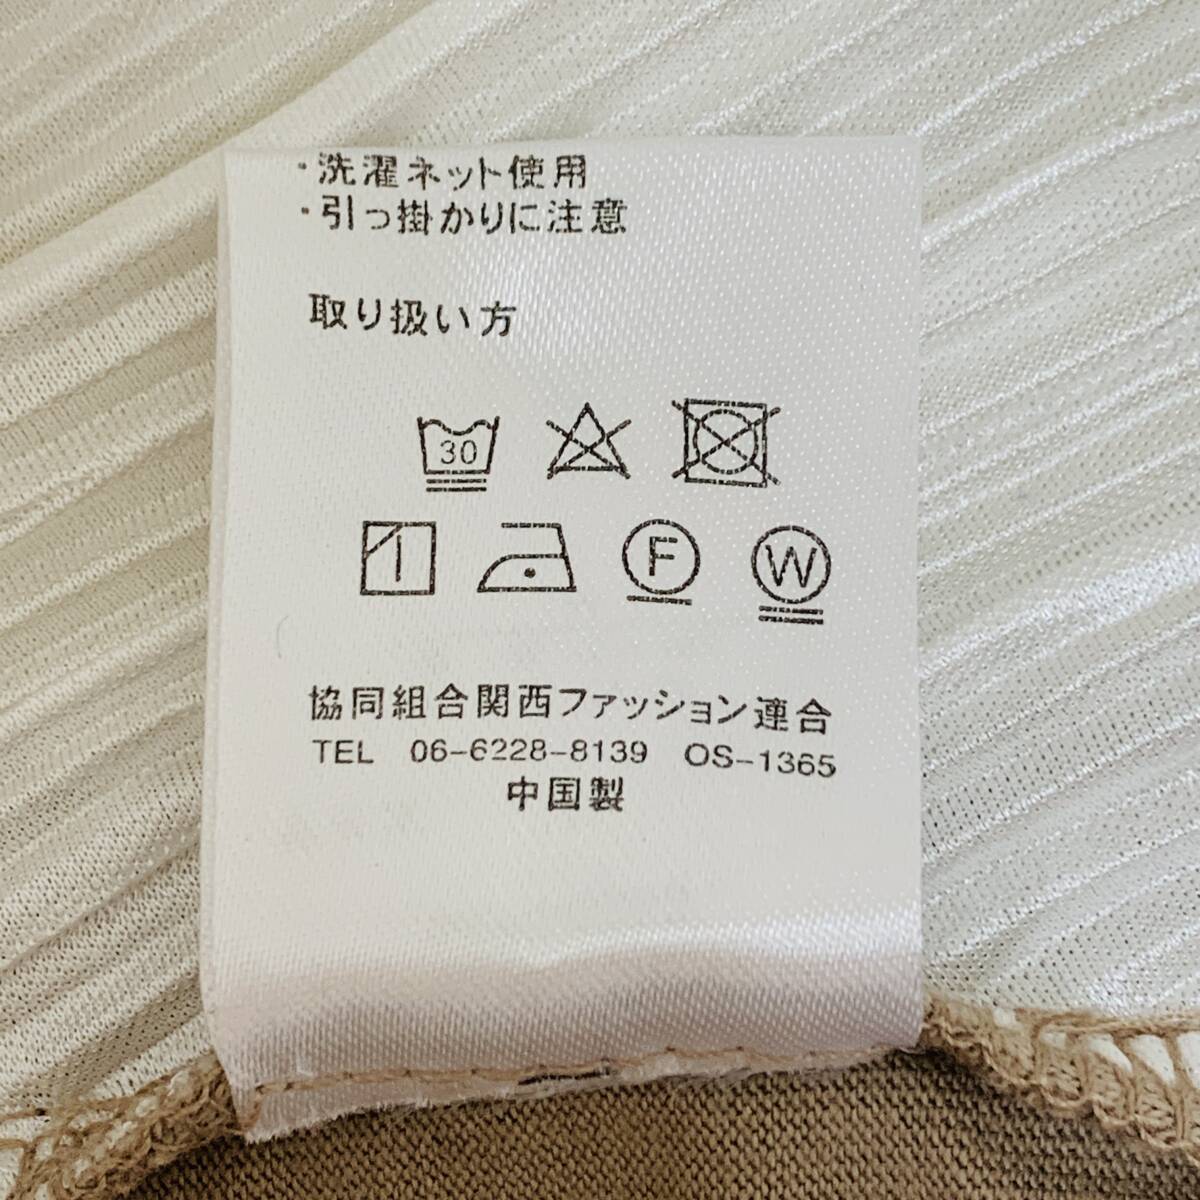 ・洗濯ネット使用
・引っ掛かりに注意
取り扱い方
30
F W
協同組合関西ファッション連合
TEL 06-6228-8139 OS-1365
中国製